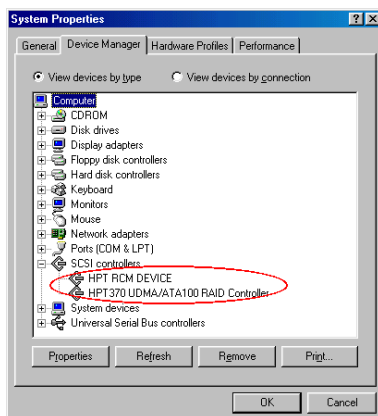 System Properties
General Device Manager Hardware Profiles Performance
View devices by type View devices by connection
Computer
CDROM
Disk drives
Display adapters
Floppy disk controllers
Hard disk controllers
Keyboard
Monitors
Mouse
Network adapters
Ports (COM & LPT)
SCSI controllers
HPT RCM DEVICE
HPT370 UDMA/ATA100 RAID Controller
System devices
Universal Serial Bus controllers
Properties Refresh Remove Print...
OK Cancel